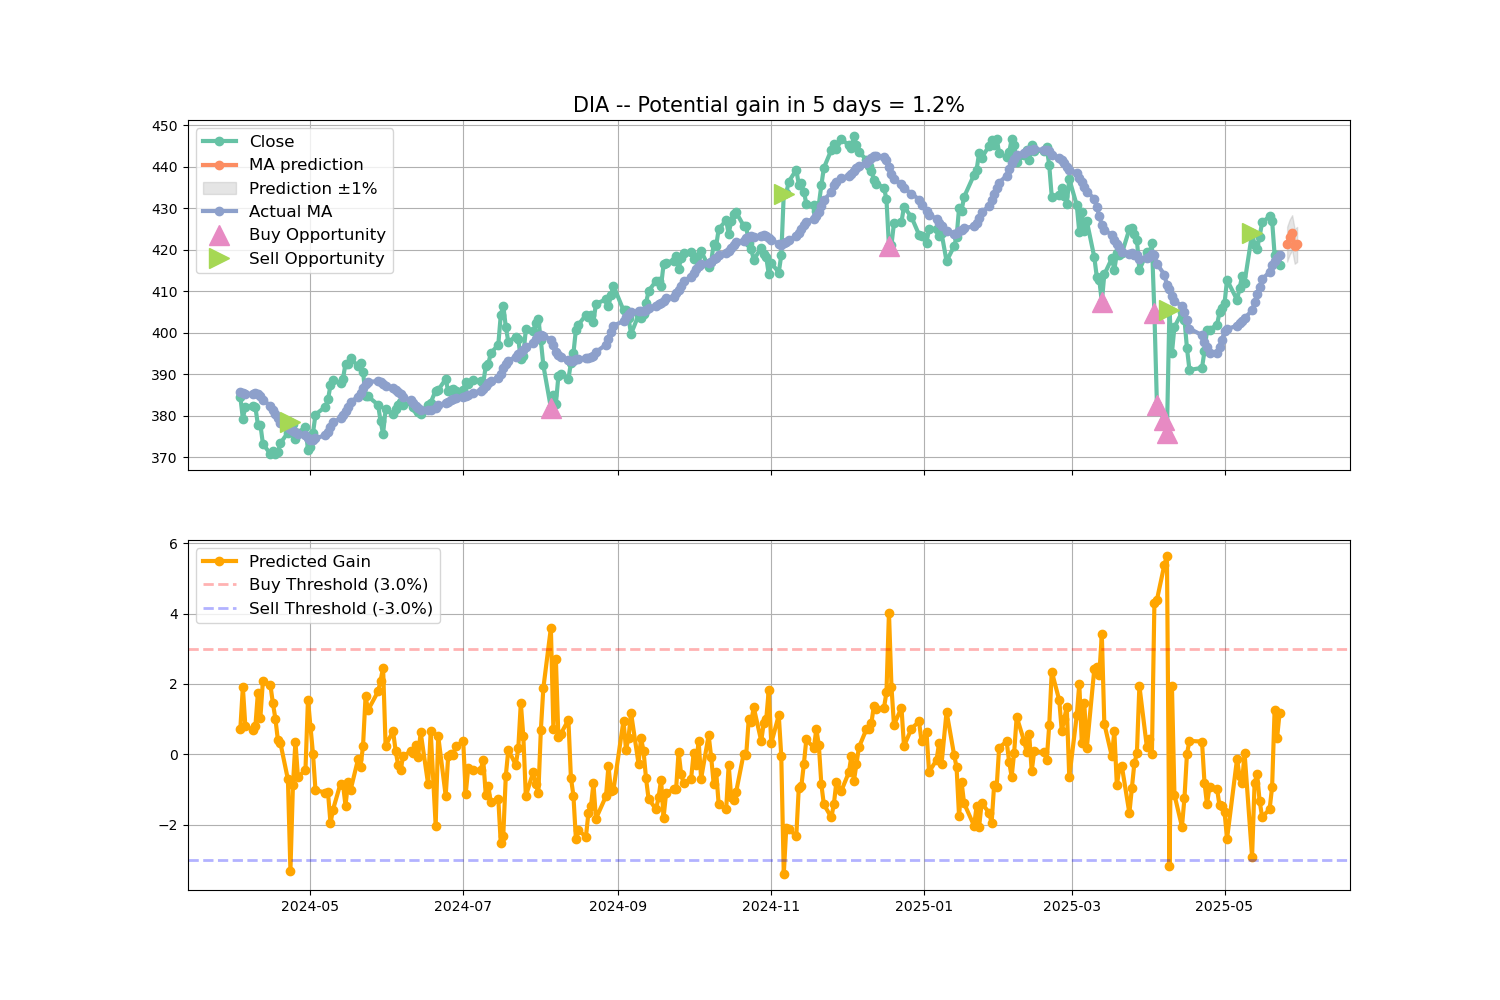 DIA -- Potential gain in 5 days = 1.2%
450
440
430
420
410
400
390
380
370
Close
MA prediction
Prediction ±1%
Actual MA
Buy Opportunity
Sell Opportunity
6
4
2
0
−2
Predicted Gain
Buy Threshold (3.0%)
Sell Threshold (-3.0%)
2024-05
2024-07
2024-09
2024-11
2025-01
2025-03
2025-05